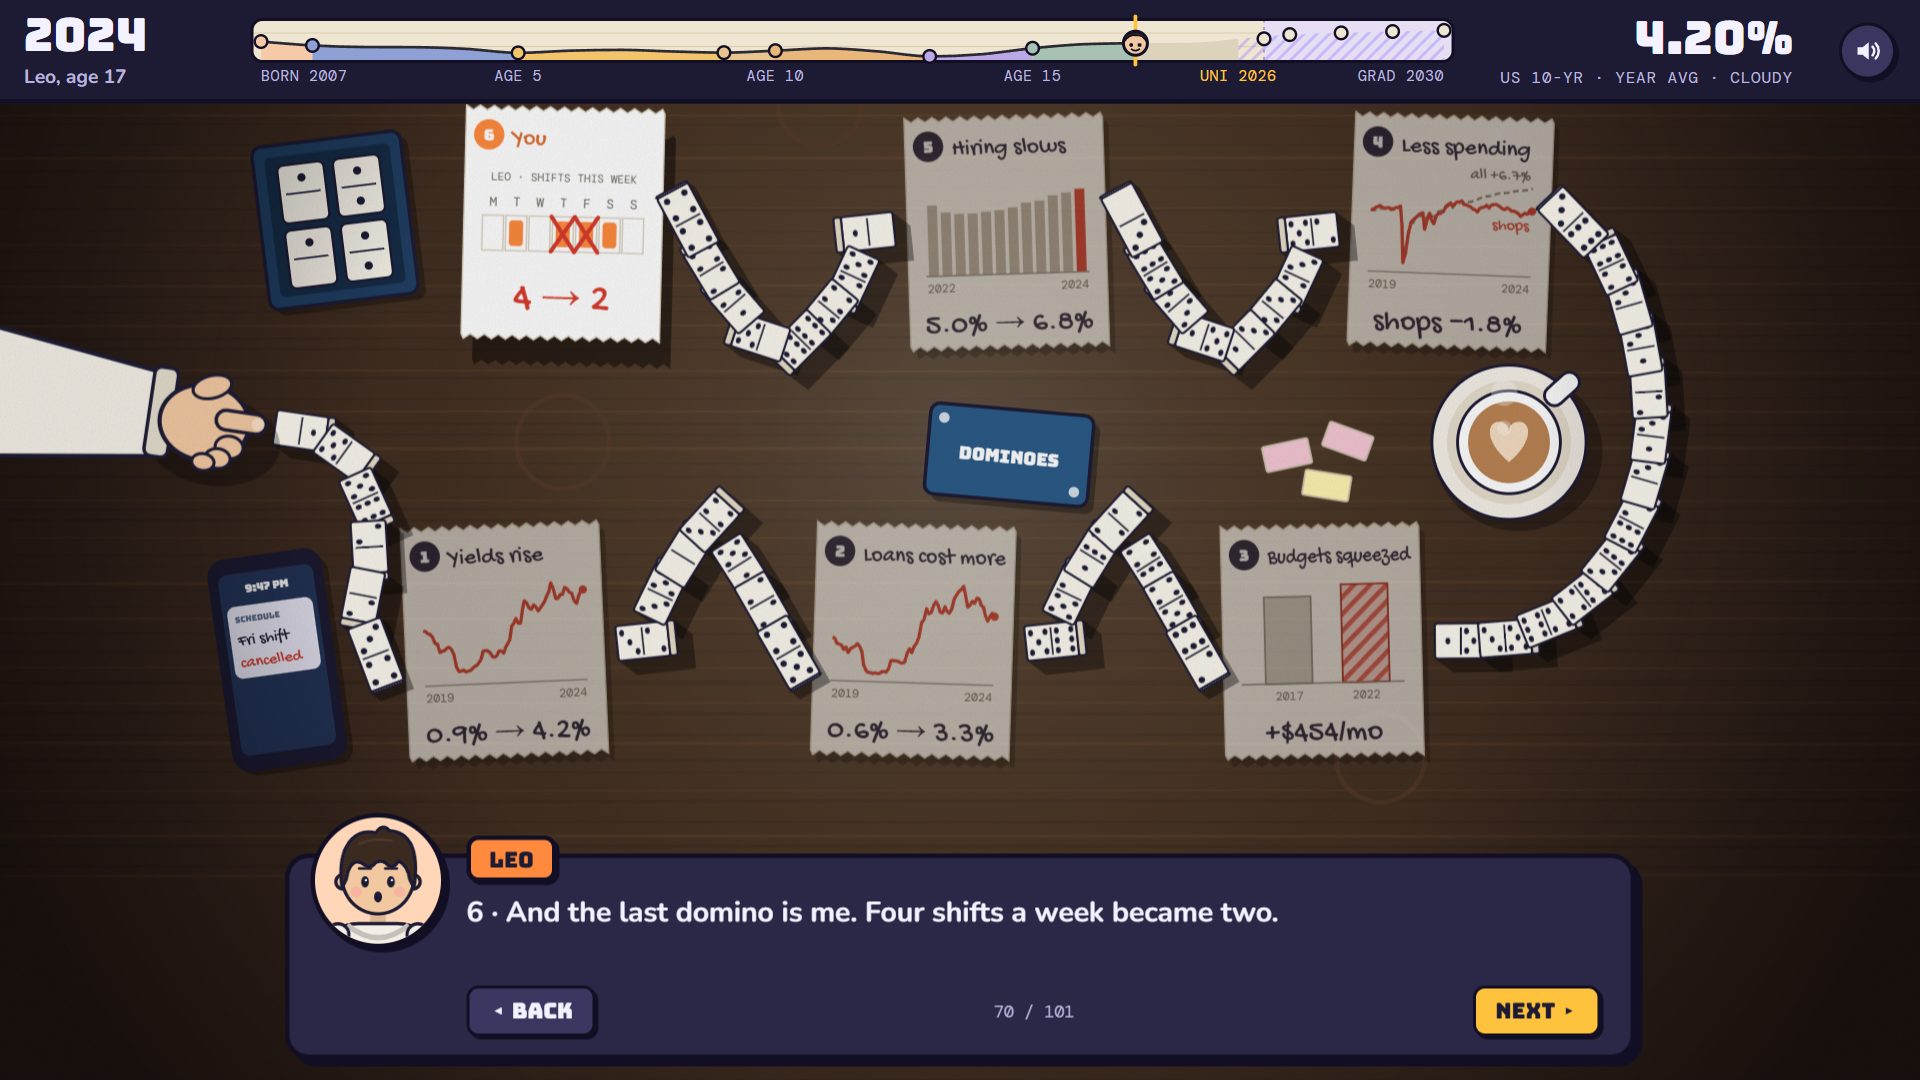 2024
Leo, age 17
BORN 2007
AGE 5
AGE 10
AGE 15
UNI 2026
GRAD 2030
4.20%
US 10-YR · YEAR AVG · CLOUDY
6 You
LEO · SHIFTS THIS WEEK
M T W T F S S
4 → 2
5 Hiring slows
2022 2024
5.0% → 6.8%
4 Less spending
all +6.7%
shops
2019 2024
shops −1.8%
DOMINOES
9:47 PM
SCHEDULE
Fri shift
cancelled
1 Yields rise
2019 2024
0.9% → 4.2%
2 Loans cost more
2019 2024
0.6% → 3.3%
3 Budgets squeezed
2017 2022
+$454/mo
LEO
6 · And the last domino is me. Four shifts a week became two.
◂ BACK
70 / 101
NEXT ▸